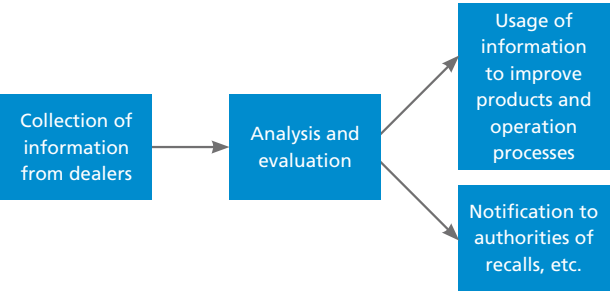 Collection of
information
from dealers
Analysis and
evaluation
Usage of
information
to improve
products and
operation
processes
Notification to
authorities of
recalls, etc.